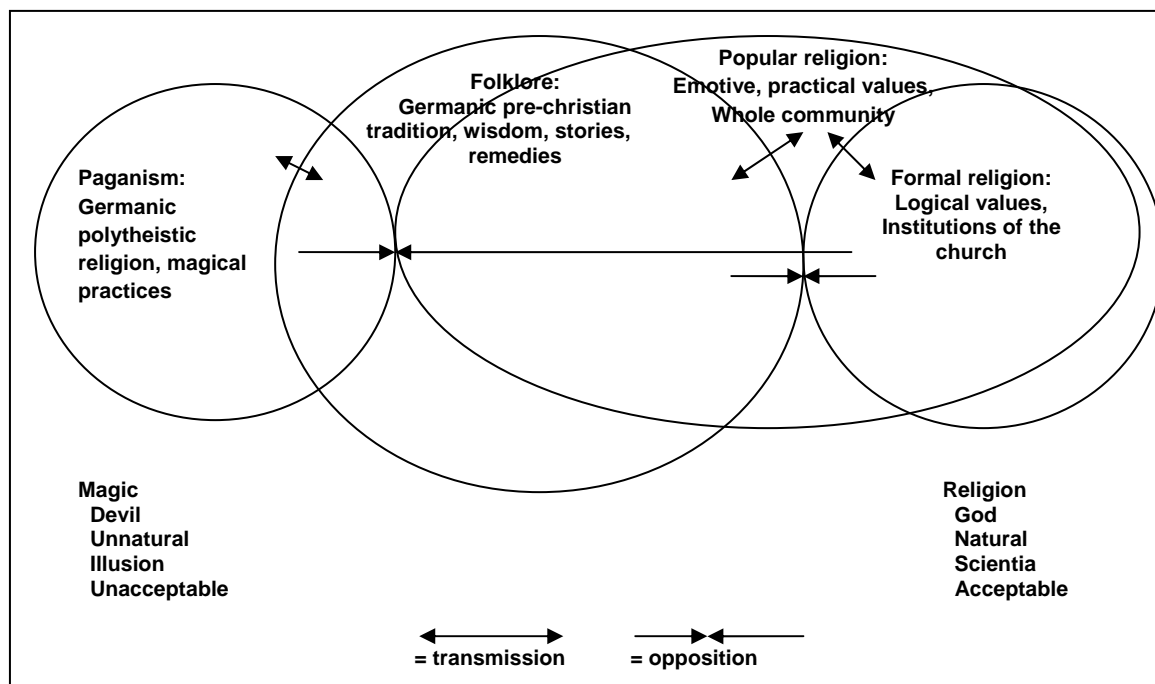 Popular religion:
Emotive, practical values,
Whole community
Folklore:
Germanic pre-christian
tradition, wisdom, stories,
remedies
Paganism:
Germanic
polytheistic
religion, magical
practices
Formal religion:
Logical values,
Institutions of the
church
Magic
Devil
Unnatural
Illusion
Unacceptable
Religion
God
Natural
Scientia
Acceptable
= transmission
= opposition